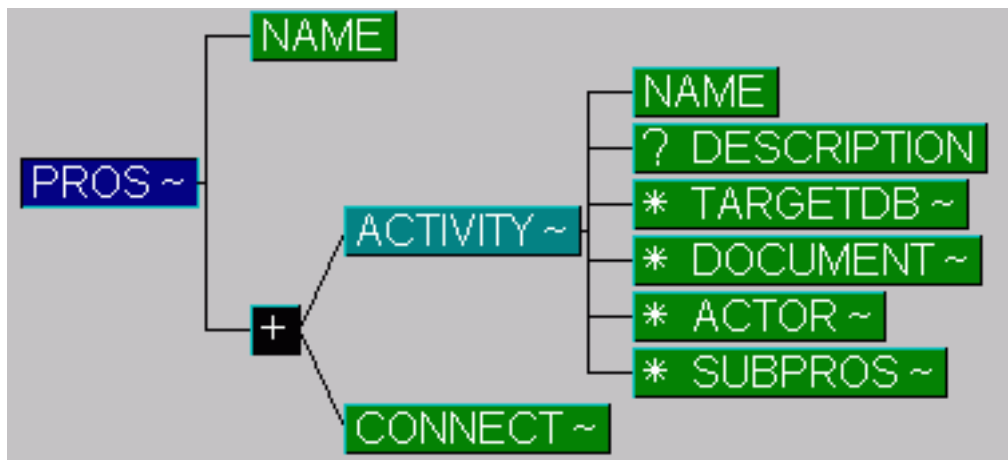 NAME
PROS ~
+
ACTIVITY ~
CONNECT ~
NAME
? DESCRIPTION
* TARGETDB ~
* DOCUMENT ~
* ACTOR ~
* SUBPROS ~